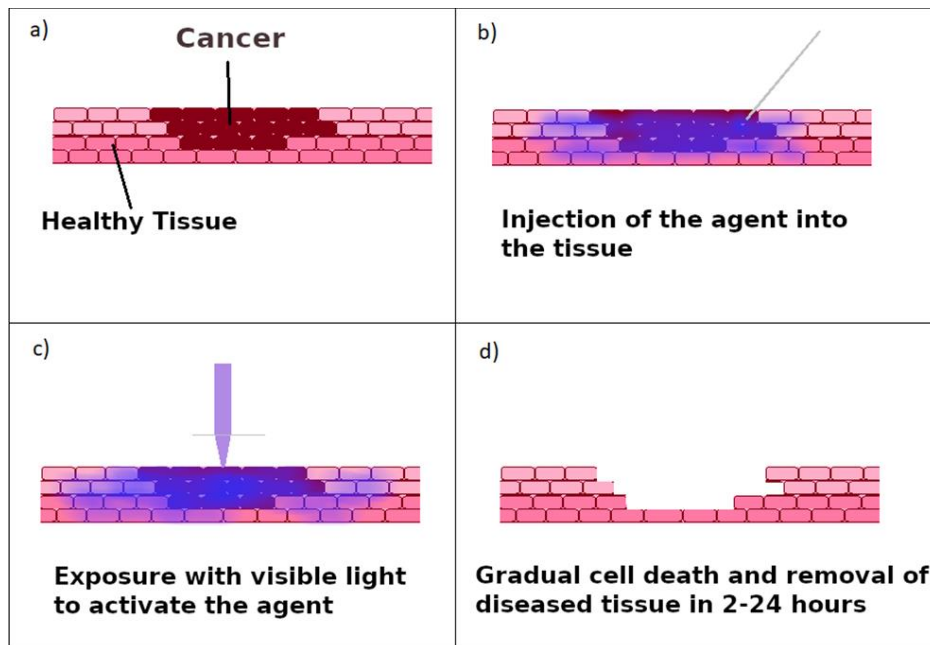 a)
Cancer
Healthy Tissue
b)
Injection of the agent into
the tissue
c)
Exposure with visible light
to activate the agent
d)
Gradual cell death and removal of
diseased tissue in 2-24 hours